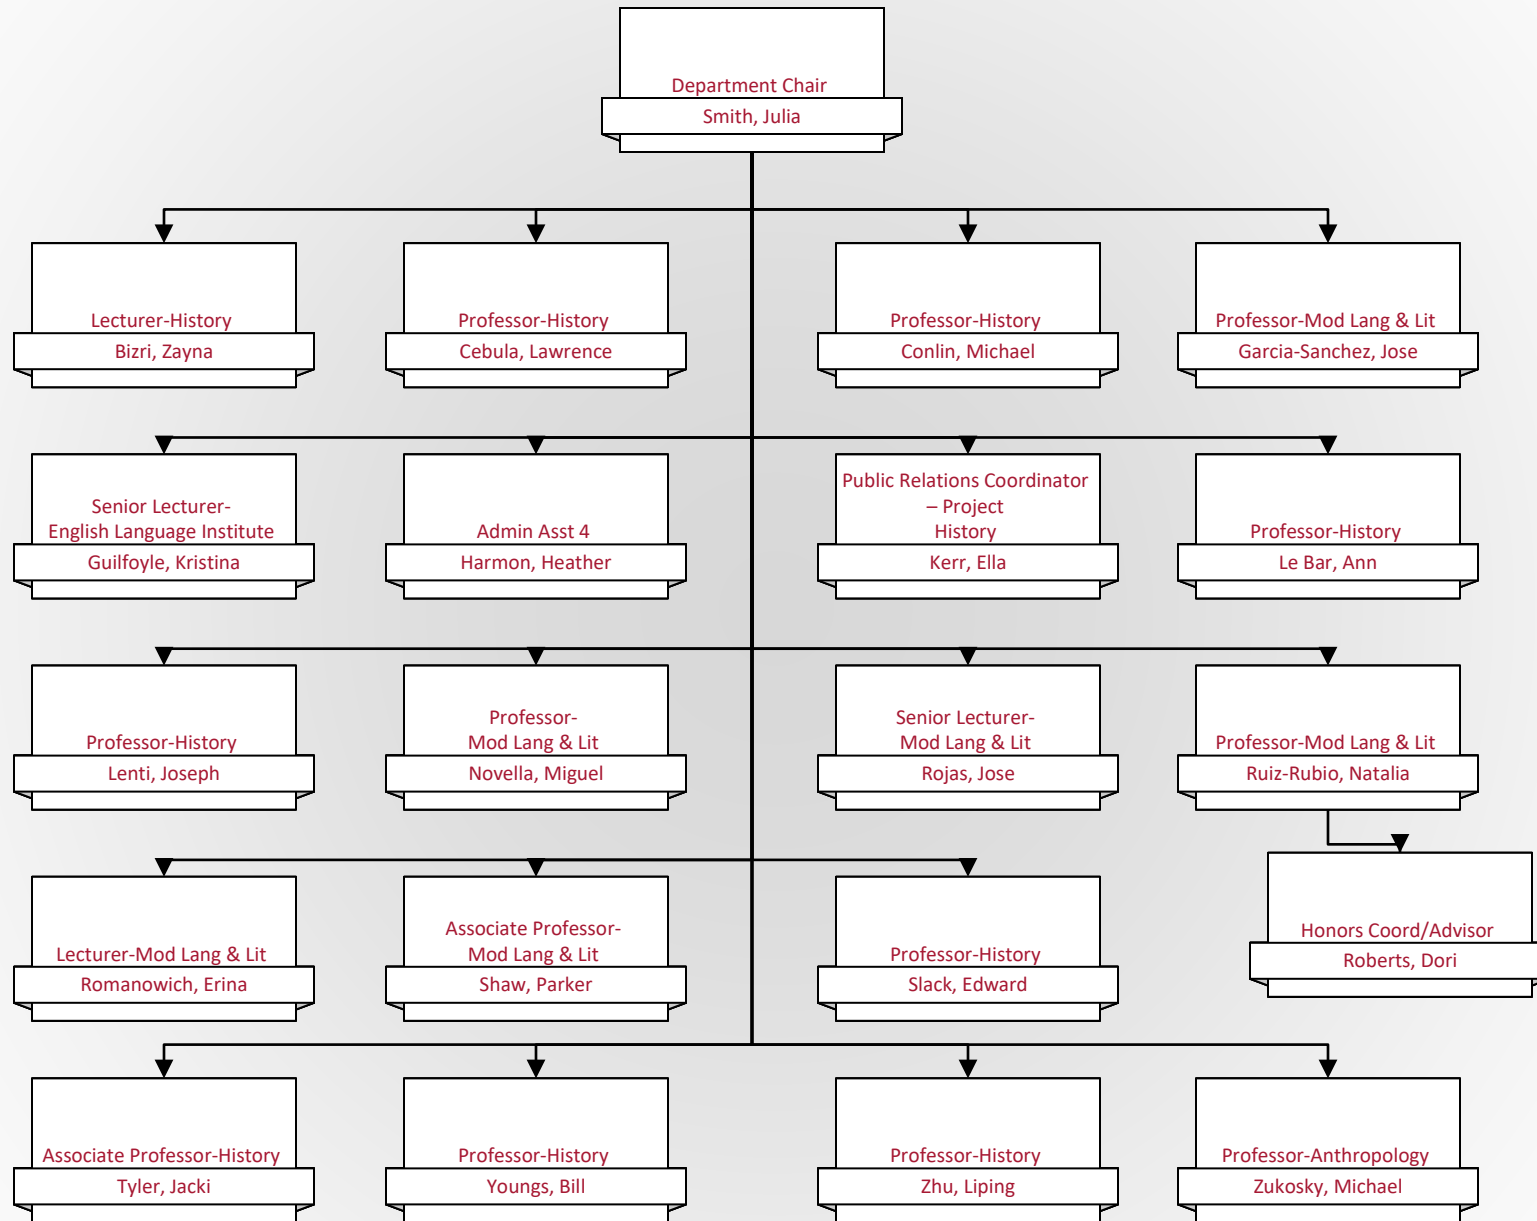 Department Chair
Smith, Julia
Lecturer-History
Bizri, Zayna
Professor-History
Cebula, Lawrence
Professor-History
Conlin, Michael
Professor-Mod Lang & Lit
Garcia-Sanchez, Jose
Senior Lecturer-
English Language Institute
Guilfoyle, Kristina
Admin Asst 4
Harmon, Heather
Public Relations Coordinator
– Project
History
Kerr, Ella
Professor-History
Le Bar, Ann
Professor-History
Lenti, Joseph
Professor-
Mod Lang & Lit
Novella, Miguel
Senior Lecturer-
Mod Lang & Lit
Rojas, Jose
Professor-Mod Lang & Lit
Ruiz-Rubio, Natalia
Lecturer-Mod Lang & Lit
Romanowich, Erina
Associate Professor-
Mod Lang & Lit
Shaw, Parker
Professor-History
Slack, Edward
Honors Coord/Advisor
Roberts, Dori
Associate Professor-History
Tyler, Jacki
Professor-History
Youngs, Bill
Professor-History
Zhu, Liping
Professor-Anthropology
Zukosky, Michael